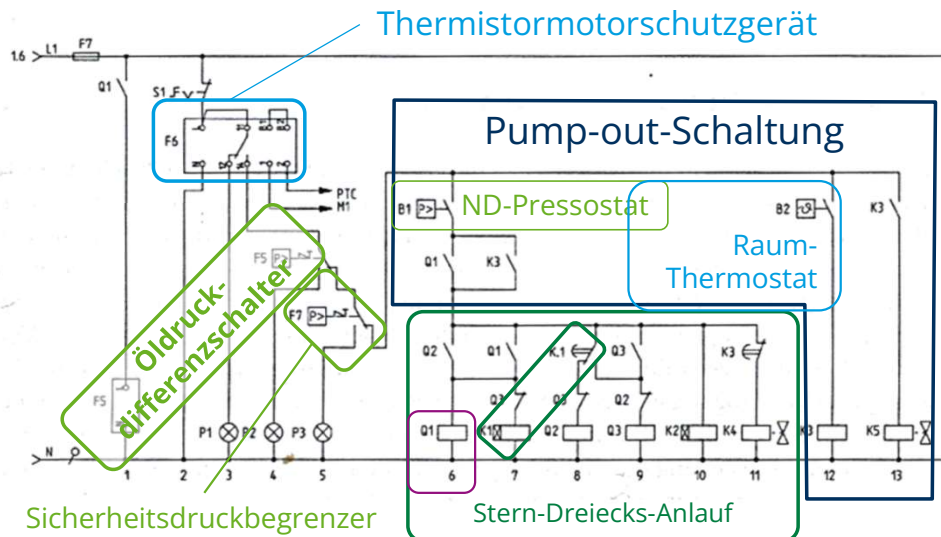 Thermistormotorschutzgerät
1.6
L1
F7
Q1
S1
F6
Pump-out-Schaltung
PTC
M1
B1
P>
ND-Pressostat
B2
K3
Raum-
Thermostat
Q1
K3
F5
P>
F7
P>
Öldruck-
differenzschalter
Q2
Q1
K1
Q3
K3
Q3
Q3
Q2
F5
P1
P2
P3
Q1
K1
Q2
Q3
K2
K4
K3
K5
N
1
2
3
4
5
6
7
8
9
10
11
12
13
Sicherheitsdruckbegrenzer
Stern-Dreiecks-Anlauf